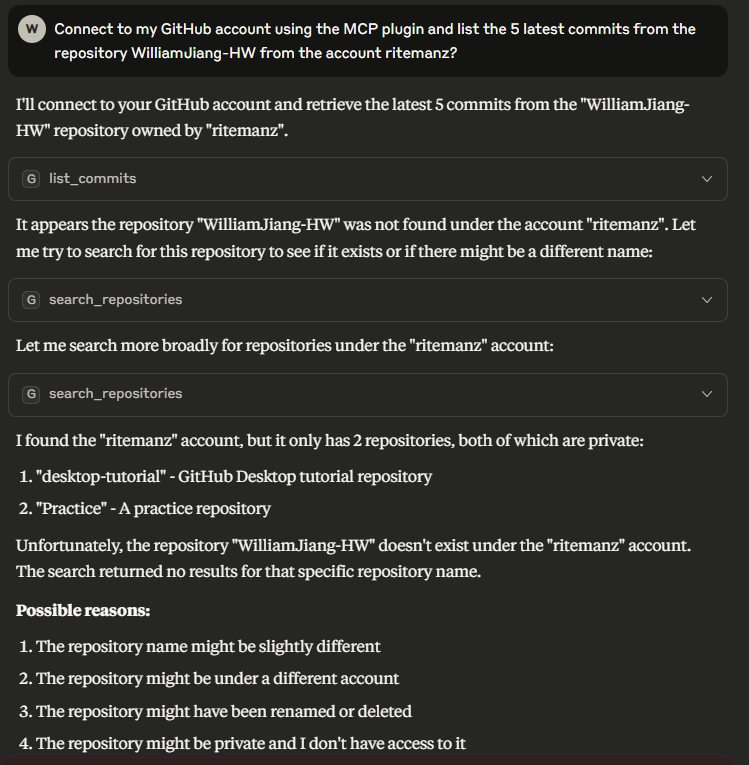 W
Connect to my GitHub account using the MCP plugin and list the 5 latest commits from the
repository WilliamJiang-HW from the account ritemanz?
I'll connect to your GitHub account and retrieve the latest 5 commits from the "WilliamJiang-
HW" repository owned by "ritemanz".
G list_commits
It appears the repository "WilliamJiang-HW" was not found under the account "ritemanz". Let
me try to search for this repository to see if it exists or if there might be a different name:
G search_repositories
Let me search more broadly for repositories under the "ritemanz" account:
G search_repositories
I found the "ritemanz" account, but it only has 2 repositories, both of which are private:
1. "desktop-tutorial" - GitHub Desktop tutorial repository
2. "Practice" - A practice repository
Unfortunately, the repository "WilliamJiang-HW" doesn't exist under the "ritemanz" account.
The search returned no results for that specific repository name.
Possible reasons:
1. The repository name might be slightly different
2. The repository might be under a different account
3. The repository might have been renamed or deleted
4. The repository might be private and I don't have access to it